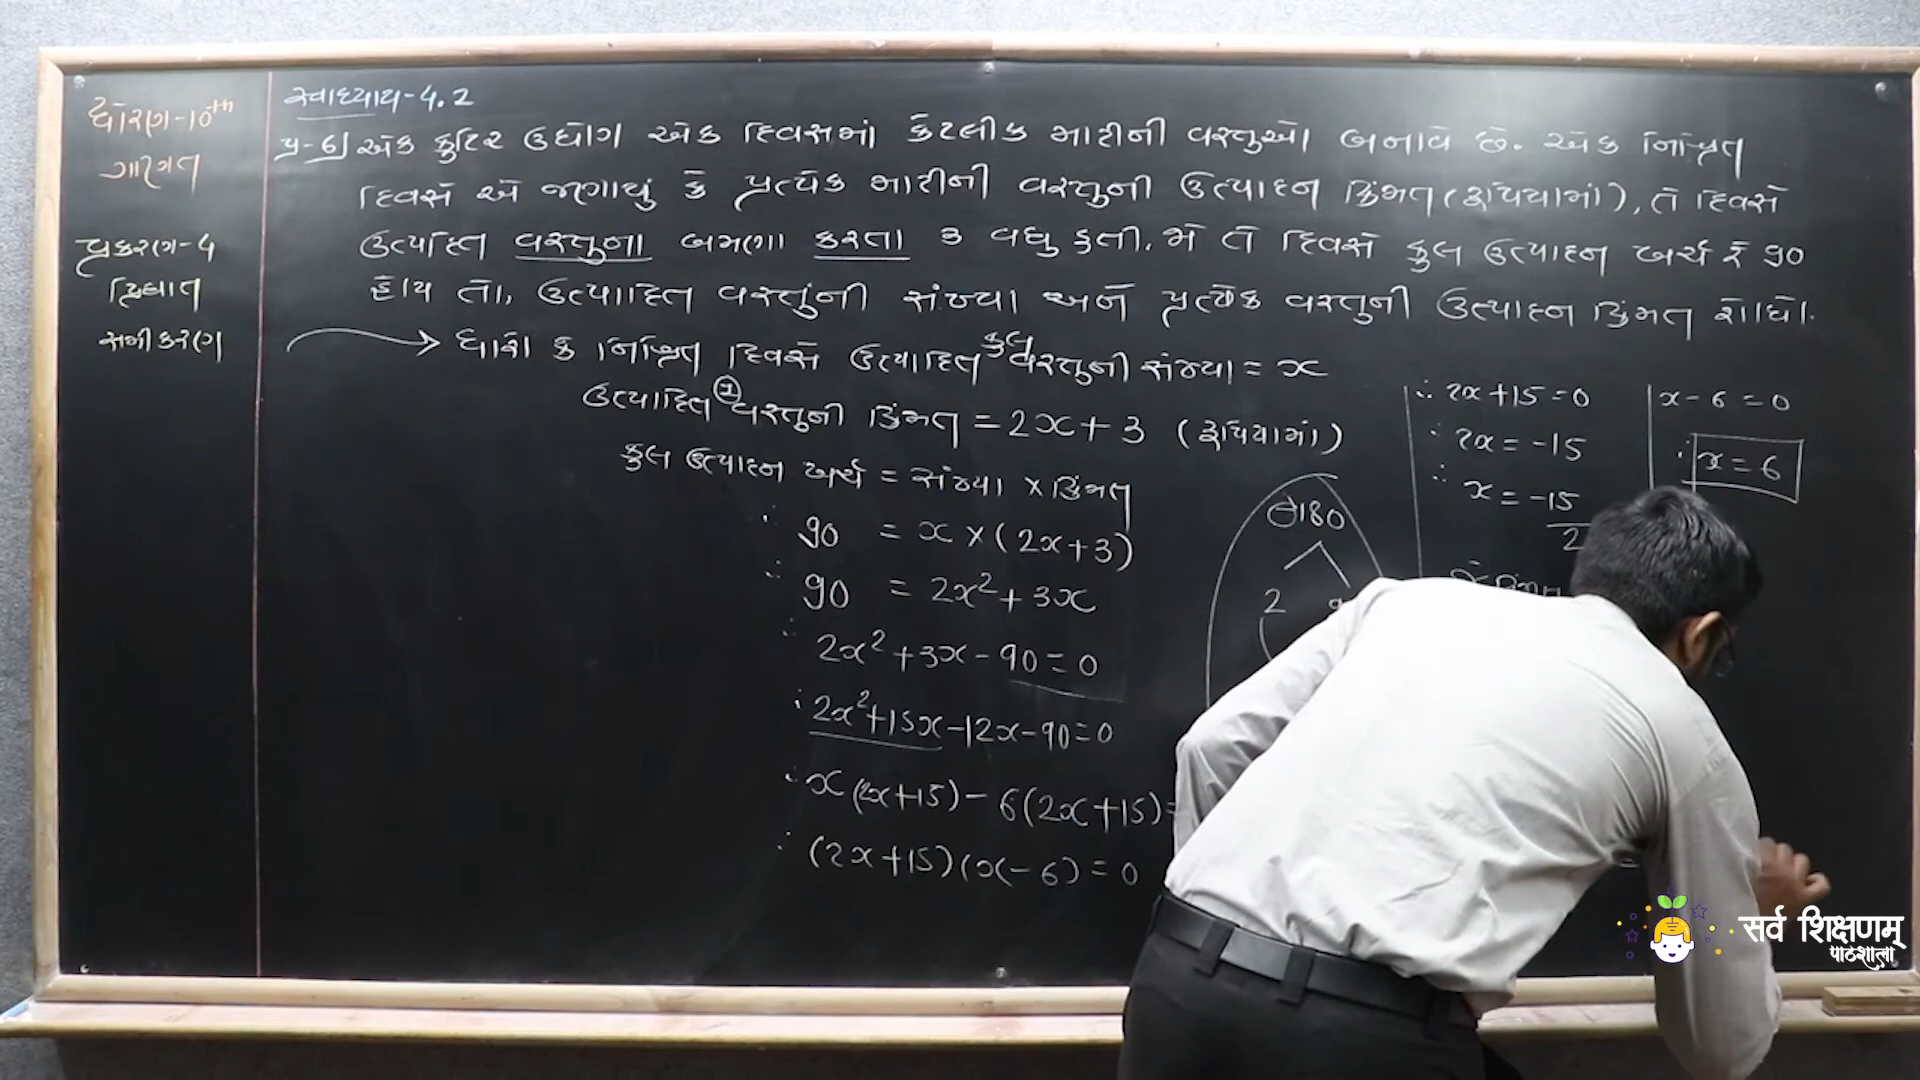 ધોરણ-10th
ગણિત
પ્રકરણ-4
દ્વિઘાત
સમીકરણ
સ્વાધ્યાય-4.2
પ્ર-6) એક કુટિર ઉદ્યોગ એક દિવસમાં કેટલીક માટીની વસ્તુઓ બનાવે છે. એક નિશ્ચિત
દિવસે એ જણાયું કે પ્રત્યેક માટીની વસ્તુની ઉત્પાદન કિંમત (રૂપિયામાં), તે દિવસે
ઉત્પાદિત વસ્તુના બમણા કરતા 3 વધુ હતી. જો તે દિવસે કુલ ઉત્પાદન ખર્ચ ₹ 90
હોય તો, ઉત્પાદિત વસ્તુંની સંખ્યા અને પ્રત્યેક વસ્તુની ઉત્પાદન કિંમત શોધો.
ધારો કે નિશ્ચિત દિવસે ઉત્પાદિત કુલ વસ્તુની સંખ્યા = x
ઉત્પાદિત 1 વસ્તુની કિંમત = 2x + 3 (રૂપિયામાં)
કુલ ઉત્પાદન ખર્ચ = સંખ્યા × કિંમત
∴ 90 = x × (2x+3)
∴ 90 = 2x² + 3x
∴ 2x² + 3x - 90 = 0
∴ 2x² + 15x - 12x - 90 = 0
∴ x(2x+15) - 6(2x+15) =
∴ (2x+15)(x-6) = 0
⊖180
2
∴ 2x + 15 = 0
∴ 2x = -15
∴ x = -15
2
x - 6 = 0
∴ x = 6
सर्व शिक्षणम्
पाठशाला